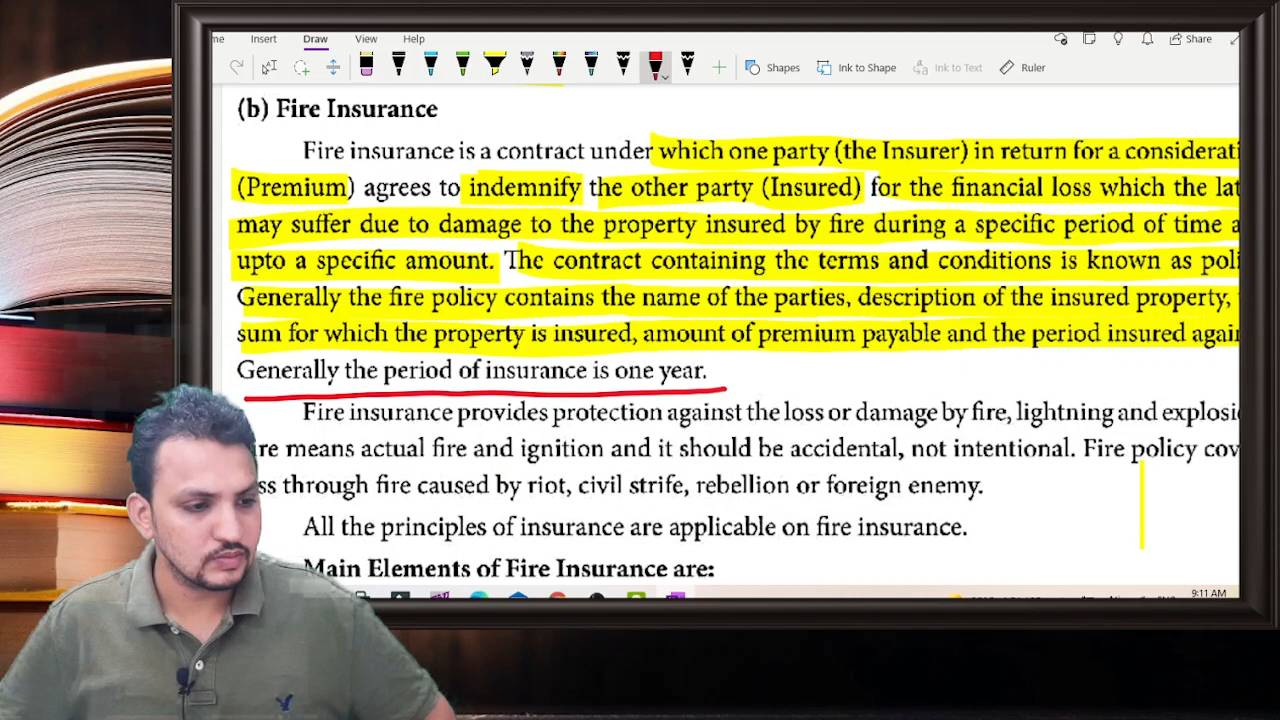 me Insert Draw View Help Share
Shapes Ink to Shape Ink to Text Ruler
(b) Fire Insurance
Fire insurance is a contract under which one party (the Insurer) in return for a considerati
(Premium) agrees to indemnify the other party (Insured) for the financial loss which the lat
may suffer due to damage to the property insured by fire during a specific period of time a
upto a specific amount. The contract containing the terms and conditions is known as poli
Generally the fire policy contains the name of the parties, description of the insured property,
sum for which the property is insured, amount of premium payable and the period insured again
Generally the period of insurance is one year.
Fire insurance provides protection against the loss or damage by fire, lightning and explosi
re means actual fire and ignition and it should be accidental, not intentional. Fire policy cov
ss through fire caused by riot, civil strife, rebellion or foreign enemy.
All the principles of insurance are applicable on fire insurance.
Main Elements of Fire Insurance are:
9:11 AM